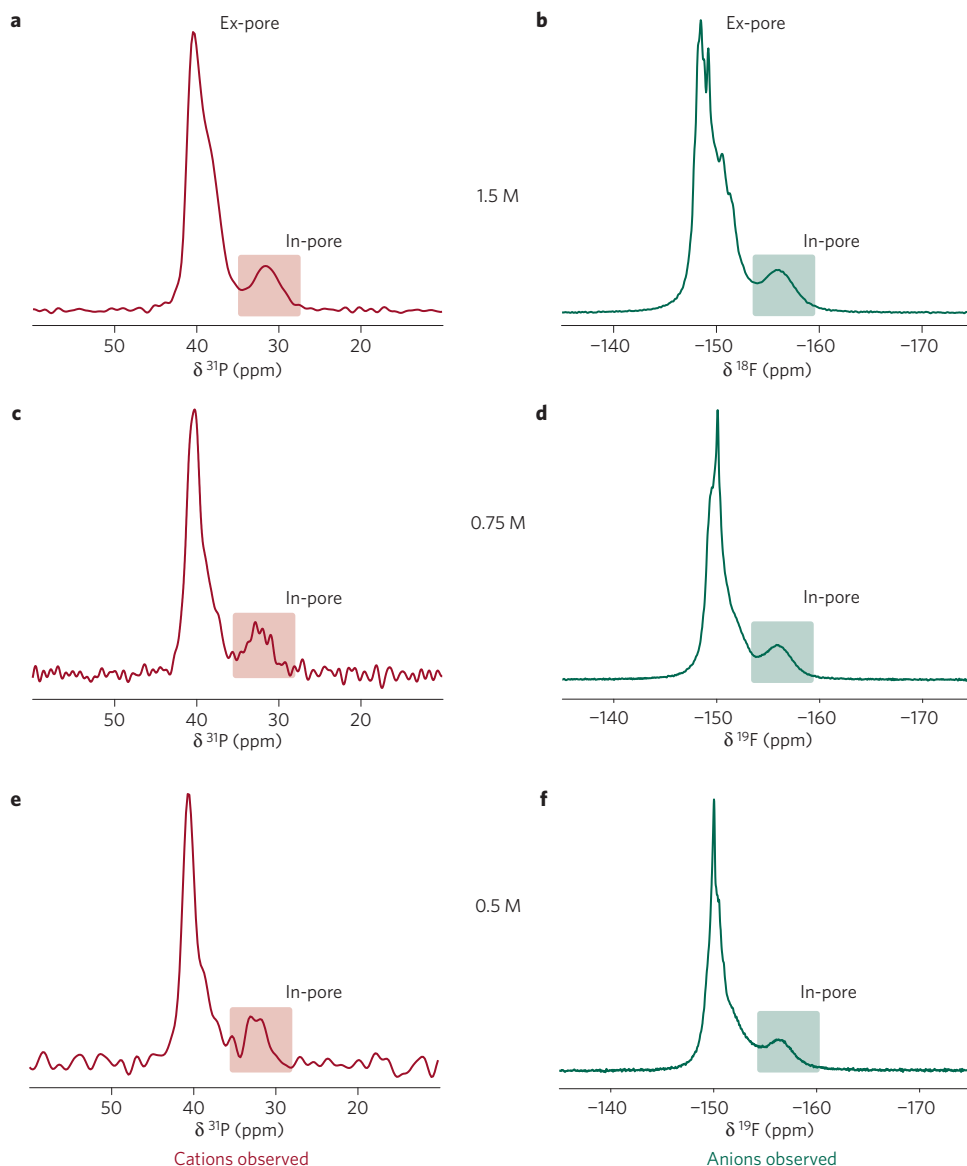 a
Ex-pore
In-pore
50 40 30 20
δ ³¹P (ppm)
1.5 M
b
Ex-pore
In-pore
−140 −150 −160 −170
δ ¹⁸F (ppm)
c
In-pore
50 40 30 20
δ ³¹P (ppm)
0.75 M
d
In-pore
−140 −150 −160 −170
δ ¹⁹F (ppm)
e
In-pore
50 40 30 20
δ ³¹P (ppm)
Cations observed
0.5 M
f
In-pore
−140 −150 −160 −170
δ ¹⁹F (ppm)
Anions observed